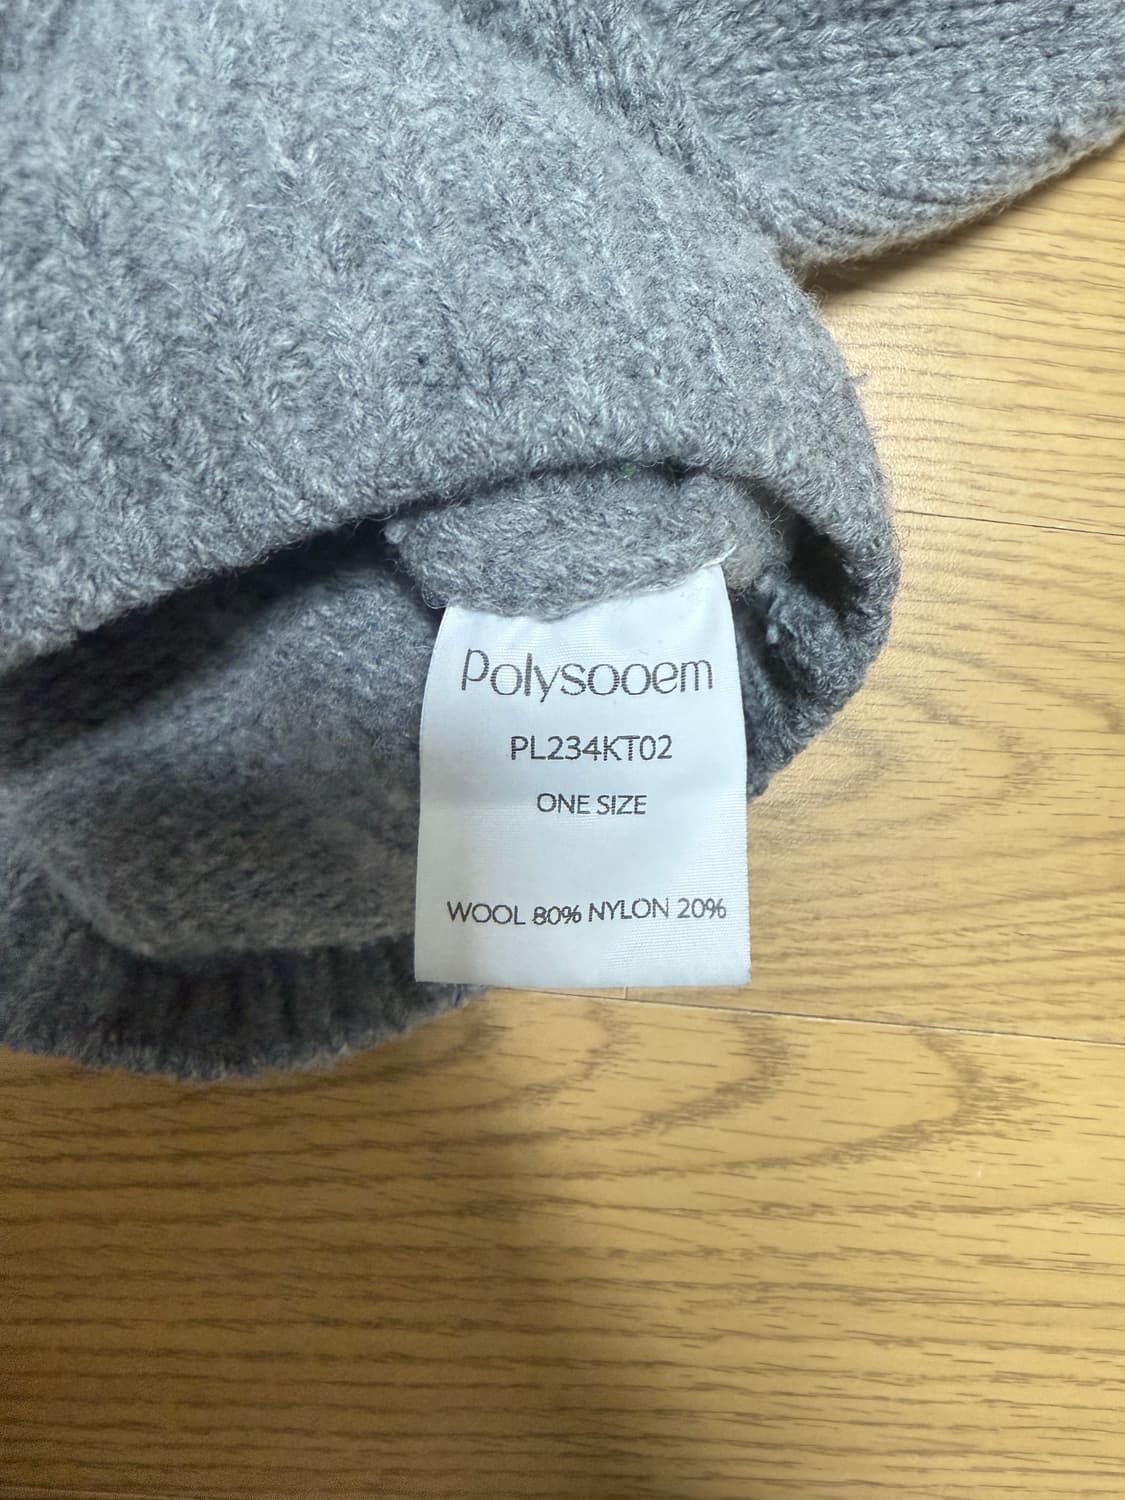 Polysooem
PL234KT02
ONE SIZE
WOOL 80% NYLON 20%